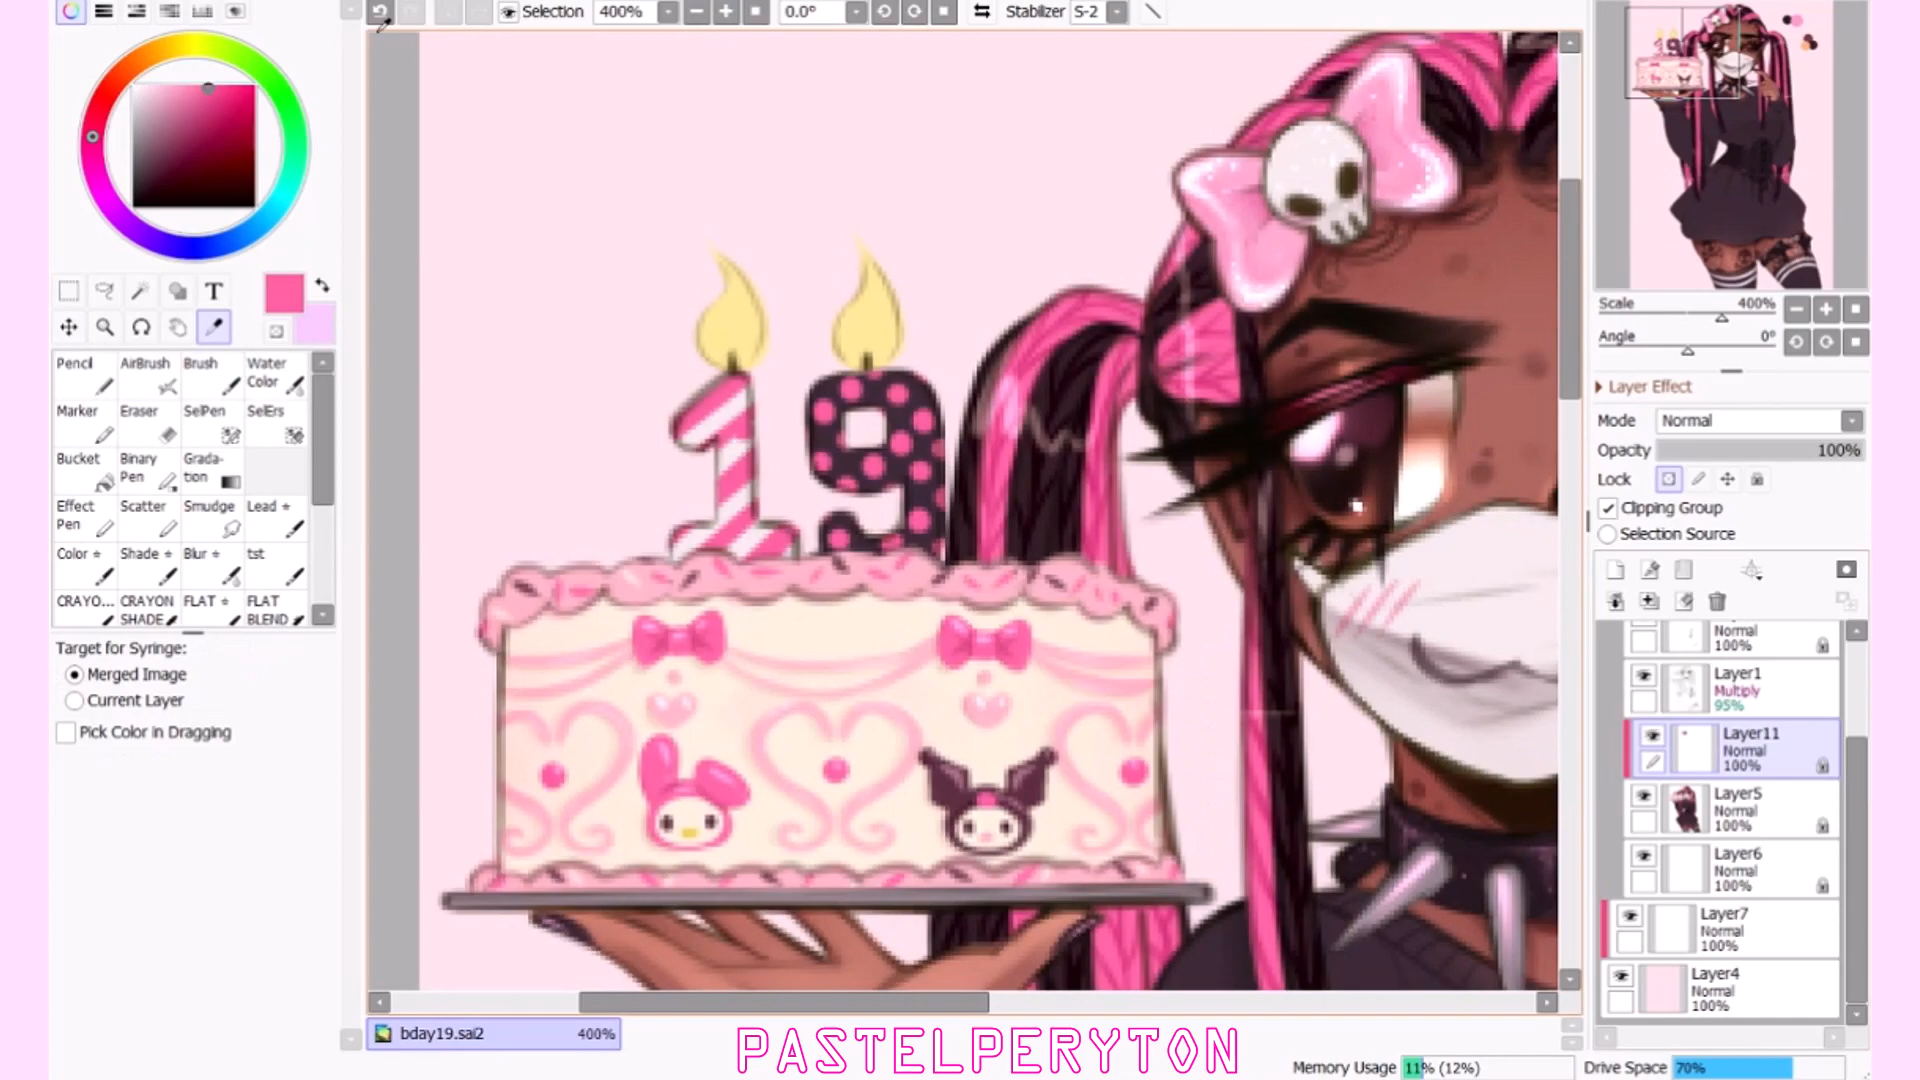 Selection 400% 0.0° Stabilizer S-2
T
Pencil AirBrush Brush Water Color
Marker Eraser SelPen SelErs
Bucket Binary Pen Grada-tion
Effect Pen Scatter Smudge Lead
Color Shade Blur tst
CRAYO... CRAYON SHADE FLAT FLAT BLEND
Target for Syringe:
Merged Image
Current Layer
Pick Color in Dragging
19
Scale 400%
Angle 0°
Layer Effect
Mode Normal
Opacity 100%
Lock
Clipping Group
Selection Source
Normal
100%
Layer1
Multiply
95%
Layer11
Normal
100%
Layer5
Normal
100%
Layer6
Normal
100%
Layer7
Normal
100%
Layer4
Normal
100%
bday19.sai2 400%
PASTELPERYTON
Memory Usage 11% (12%) Drive Space 70%